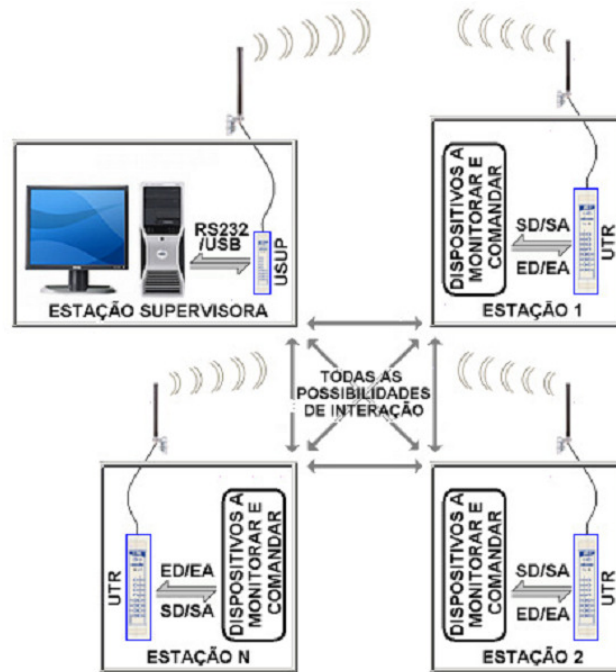 RS232
/USB
USUP
ESTAÇÃO SUPERVISORA
DISPOSITIVOS A
MONITORAR E
COMANDAR
SD/SA
ED/EA
UTR
ESTAÇÃO 1
TODAS AS
POSSIBILIDADES
DE INTERAÇÃO
UTR
ED/EA
SD/SA
DISPOSITIVOS A
MONITORAR E
COMANDAR
ESTAÇÃO N
DISPOSITIVOS A
MONITORAR E
COMANDAR
SD/SA
ED/EA
UTR
ESTAÇÃO 2